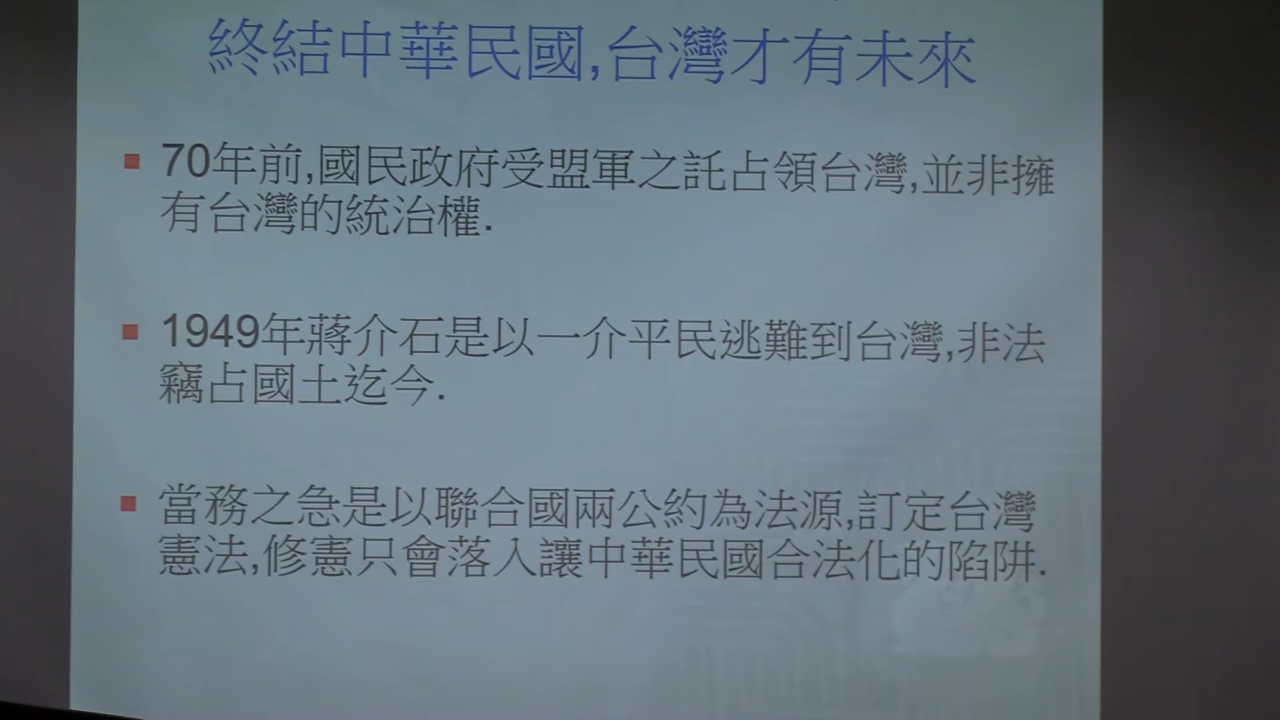 終結中華民國,台灣才有未來
70年前,國民政府受盟軍之託占領台灣,並非擁
有台灣的統治權.
1949年蔣介石是以一介平民逃難到台灣,非法
竊占國土迄今.
當務之急是以聯合國兩公約為法源,訂定台灣
憲法,修憲只會落入讓中華民國合法化的陷阱.